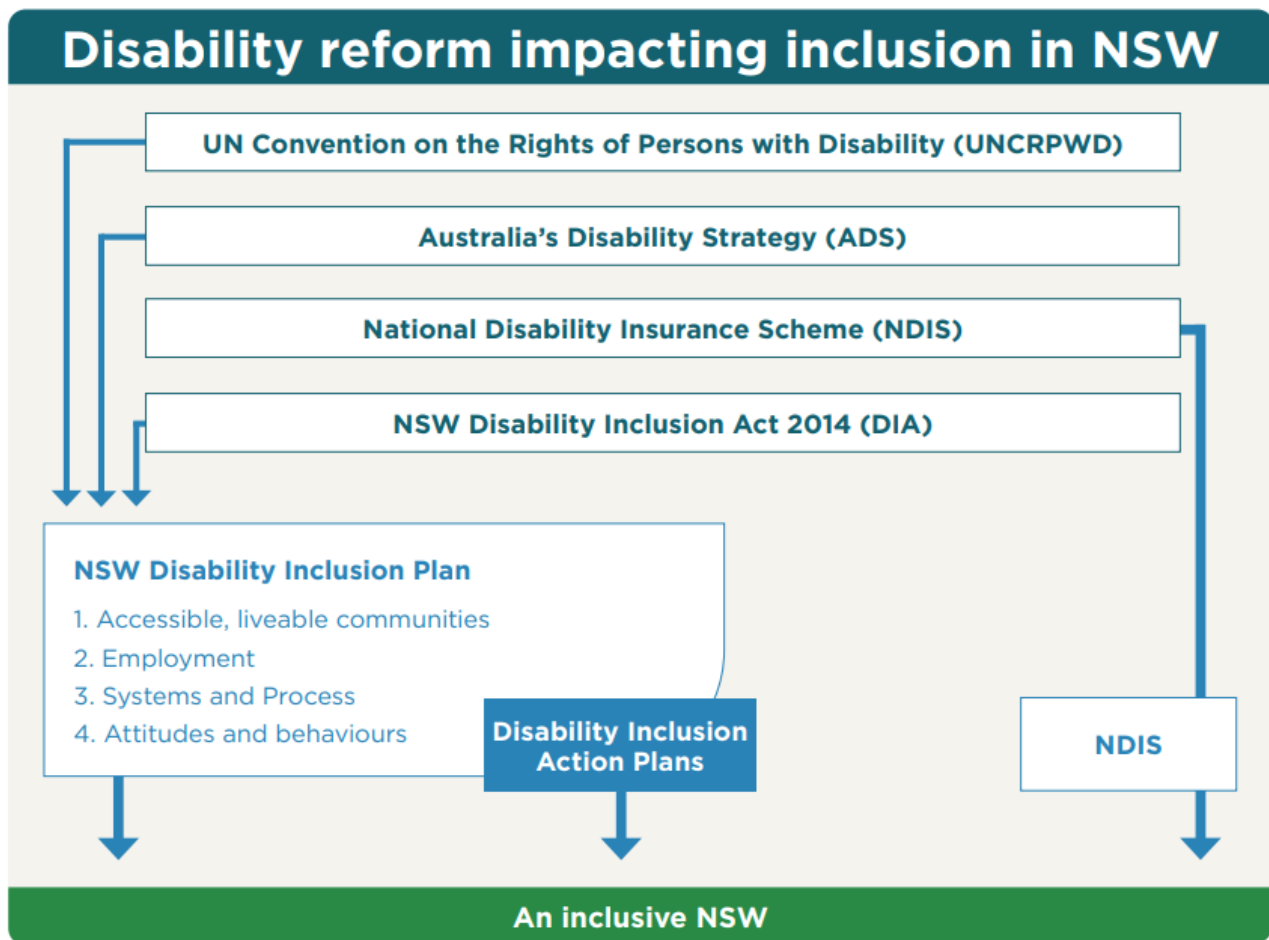 Disability reform impacting inclusion in NSW
UN Convention on the Rights of Persons with Disability (UNCRPWD)
Australia’s Disability Strategy (ADS)
National Disability Insurance Scheme (NDIS)
NSW Disability Inclusion Act 2014 (DIA)
NSW Disability Inclusion Plan
1. Accessible, liveable communities
2. Employment
3. Systems and Process
4. Attitudes and behaviours
Disability Inclusion
Action Plans
NDIS
An inclusive NSW